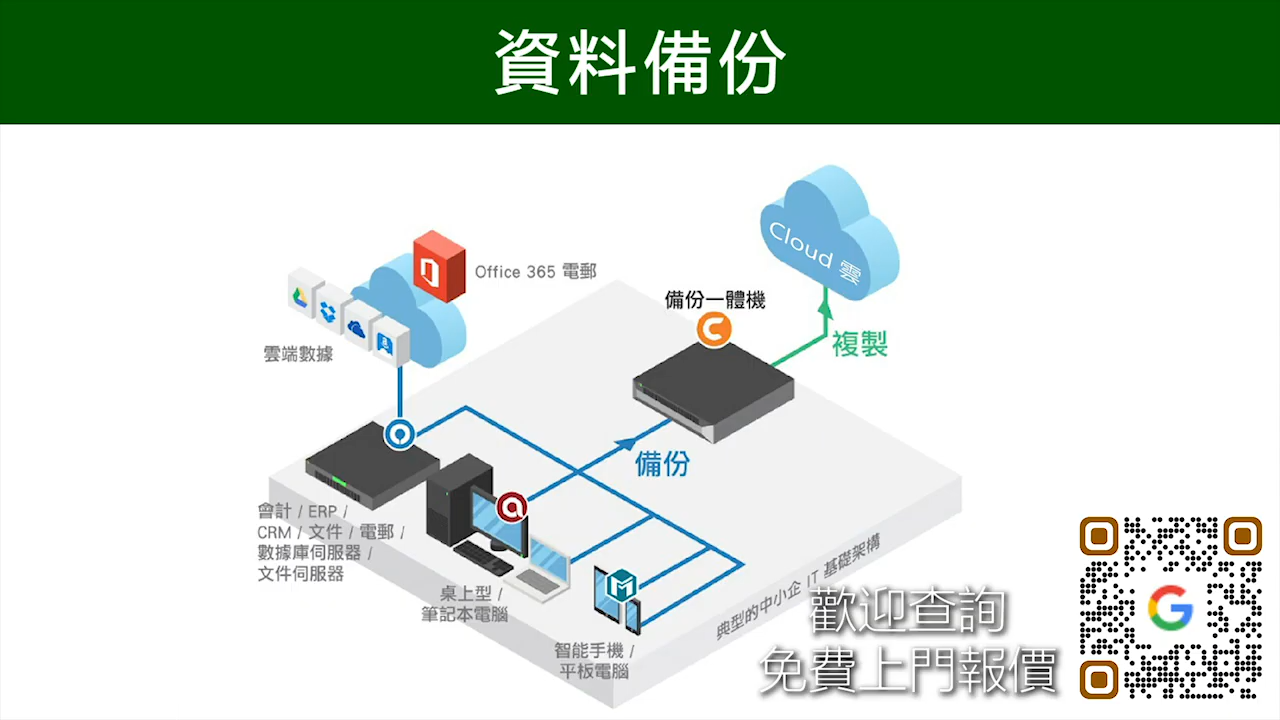 資料備份
Cloud 雲
Office 365 電郵
備份一體機
複製
雲端數據
備份
會計 / ERP /
CRM / 文件 / 電郵 /
數據庫伺服器 /
文件伺服器
桌上型 /
筆記本電腦
智能手機 /
平板電腦
典型的中小企 IT 基礎架構
歡迎查詢
免費上門報價